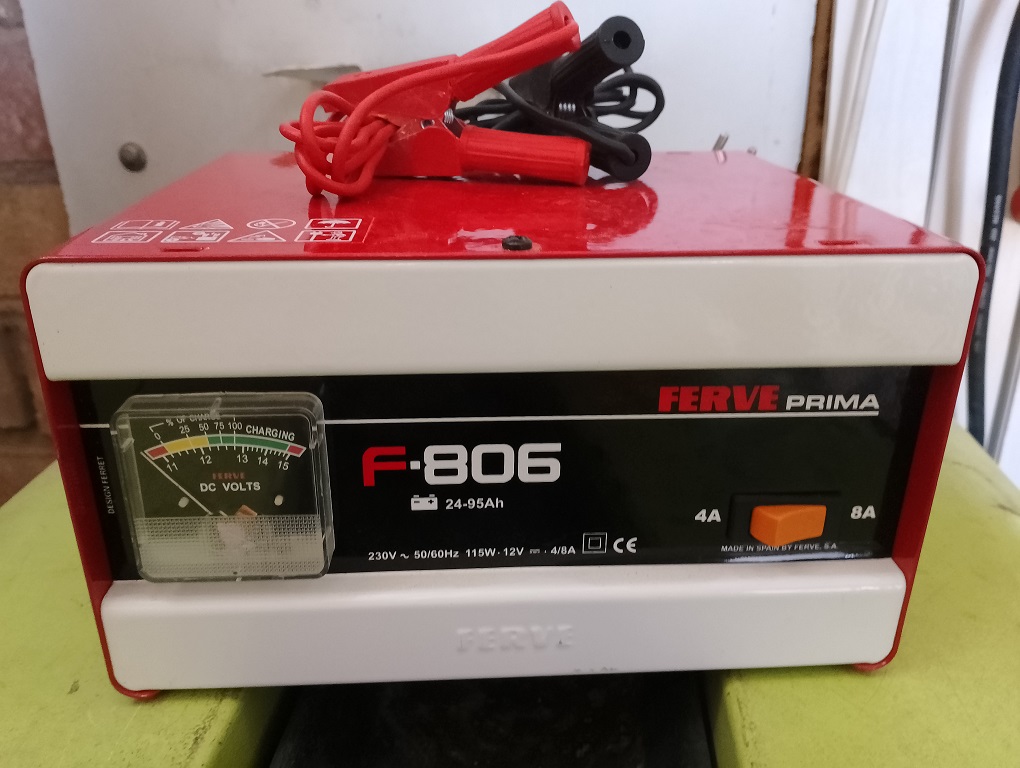 FERVE PRIMA
% OF CHARGE
0 25 50 75 100 CHARGING
11 12 13 14 15
FERVE
DC VOLTS
DESIGN FERRET
F-806
24-95Ah
4A 8A
230V ~ 50/60Hz 115W · 12V ⎓ · 4/8A CE
MADE IN SPAIN BY FERVE, S.A.
FERVE